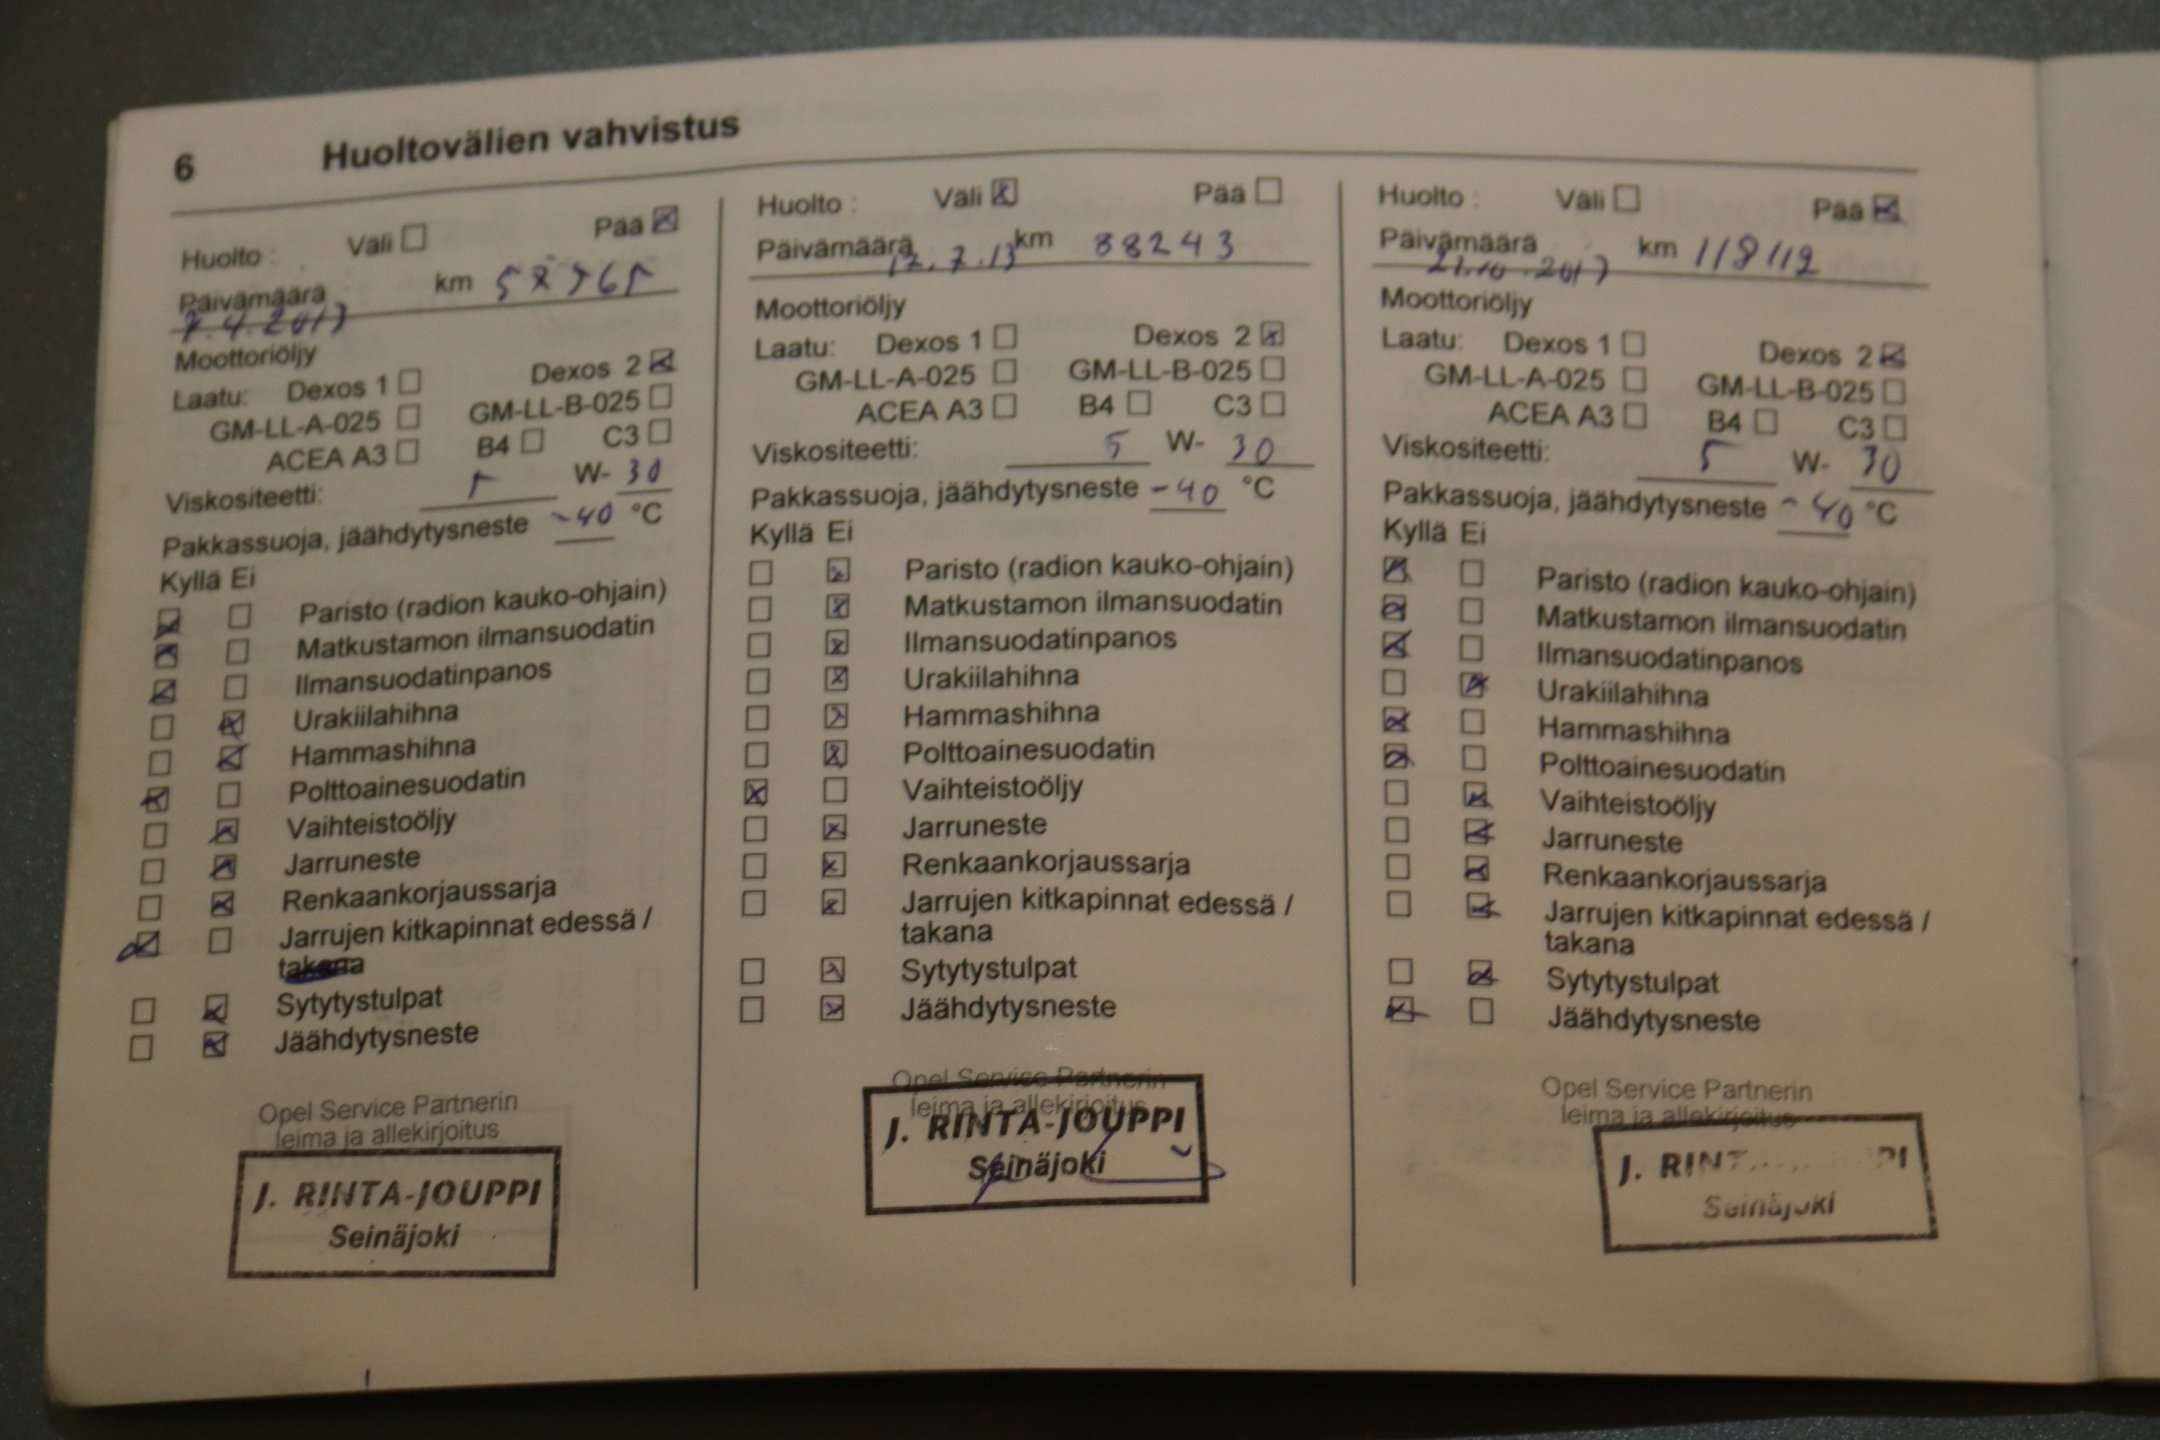 6 Huoltovälien vahvistus
Huolto : Väli ☐ Pää ☒
Päivämäärä km
7.4.2013
Moottoriöljy
Laatu: Dexos 1 ☐ Dexos 2 ☒
GM-LL-A-025 ☐ GM-LL-B-025 ☐
ACEA A3 ☐ B4 ☐ C3 ☐
Viskositeetti: 5 W- 30
Pakkassuoja, jäähdytysneste -40 °C
Kyllä Ei
☒ ☐ Paristo (radion kauko-ohjain)
☒ ☐ Matkustamon ilmansuodatin
☒ ☐ Ilmansuodatinpanos
☐ ☒ Urakiilahihna
☐ ☒ Hammashihna
☒ ☐ Polttoainesuodatin
☐ ☒ Vaihteistoöljy
☐ ☒ Jarruneste
☐ ☒ Renkaankorjaussarja
☒ ☐ Jarrujen kitkapinnat edessä /
takana
☐ ☒ Sytytystulpat
☐ ☒ Jäähdytysneste
Opel Service Partnerin
leima ja allekirjoitus
J. RINTA-JOUPPI
Seinäjoki
Huolto : Väli ☒ Pää ☐
Päivämäärä 12.7.13 km 88243
Moottoriöljy
Laatu: Dexos 1 ☐ Dexos 2 ☒
GM-LL-A-025 ☐ GM-LL-B-025 ☐
ACEA A3 ☐ B4 ☐ C3 ☐
Viskositeetti: 5 W- 30
Pakkassuoja, jäähdytysneste -40 °C
Kyllä Ei
☐ ☒ Paristo (radion kauko-ohjain)
☐ ☒ Matkustamon ilmansuodatin
☐ ☒ Ilmansuodatinpanos
☐ ☒ Urakiilahihna
☐ ☒ Hammashihna
☐ ☒ Polttoainesuodatin
☒ ☐ Vaihteistoöljy
☐ ☒ Jarruneste
☐ ☒ Renkaankorjaussarja
☐ ☒ Jarrujen kitkapinnat edessä /
takana
☐ ☒ Sytytystulpat
☐ ☒ Jäähdytysneste
Opel Service Partnerin
leima ja allekirjoitus
J. RINTA-JOUPPI
Seinäjoki
Huolto : Väli ☐ Pää ☒
Päivämäärä km 118112
Moottoriöljy
Laatu: Dexos 1 ☐ Dexos 2 ☒
GM-LL-A-025 ☐ GM-LL-B-025 ☐
ACEA A3 ☐ B4 ☐ C3 ☐
Viskositeetti: 5 W- 30
Pakkassuoja, jäähdytysneste -40 °C
Kyllä Ei
☒ ☐ Paristo (radion kauko-ohjain)
☒ ☐ Matkustamon ilmansuodatin
☒ ☐ Ilmansuodatinpanos
☐ ☒ Urakiilahihna
☒ ☐ Hammashihna
☒ ☐ Polttoainesuodatin
☐ ☒ Vaihteistoöljy
☐ ☒ Jarruneste
☐ ☒ Renkaankorjaussarja
☐ ☒ Jarrujen kitkapinnat edessä /
takana
☐ ☒ Sytytystulpat
☒ ☐ Jäähdytysneste
Opel Service Partnerin
leima ja allekirjoitus
J. RINTA-JOUPPI
Seinäjoki